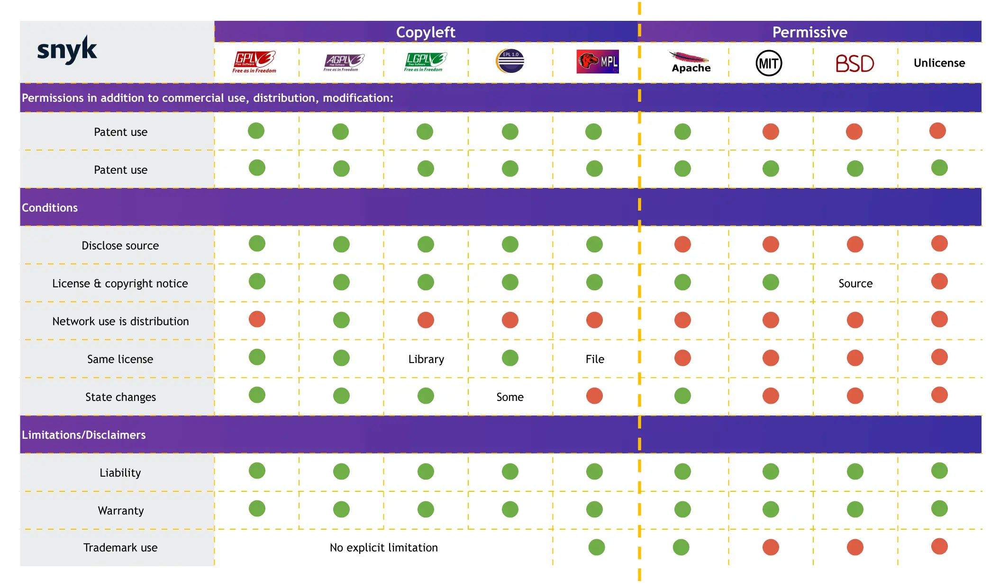 snyk
Copyleft
Permissive
GPLv3
Free Software
Free as in Freedom
AGPLv3
Free Software
Free as in Freedom
LGPLv3
Free Software
Free as in Freedom
EPL 1.0
MPL
Apache
MIT
BSD
Unlicense
Permissions in addition to commercial use, distribution, modification:
Patent use
Patent use
Conditions
Disclose source
License & copyright notice
Source
Network use is distribution
Same license
Library
File
State changes
Some
Limitations/Disclaimers
Liability
Warranty
Trademark use
No explicit limitation